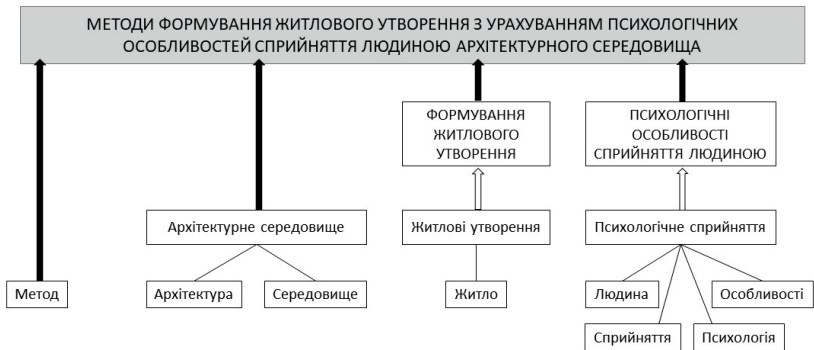 МЕТОДИ ФОРМУВАННЯ ЖИТЛОВОГО УТВОРЕННЯ З УРАХУВАННЯМ ПСИХОЛОГІЧНИХ
ОСОБЛИВОСТЕЙ СПРИЙНЯТТЯ ЛЮДИНОЮ АРХІТЕКТУРНОГО СЕРЕДОВИЩА
ФОРМУВАННЯ
ЖИТЛОВОГО
УТВОРЕННЯ
ПСИХОЛОГІЧНІ
ОСОБЛИВОСТІ
СПРИЙНЯТТЯ ЛЮДИНОЮ
Архітектурне середовище
Житлові утворення
Психологічне сприйняття
Метод
Архітектура
Середовище
Житло
Людина
Особливості
Сприйняття
Психологія